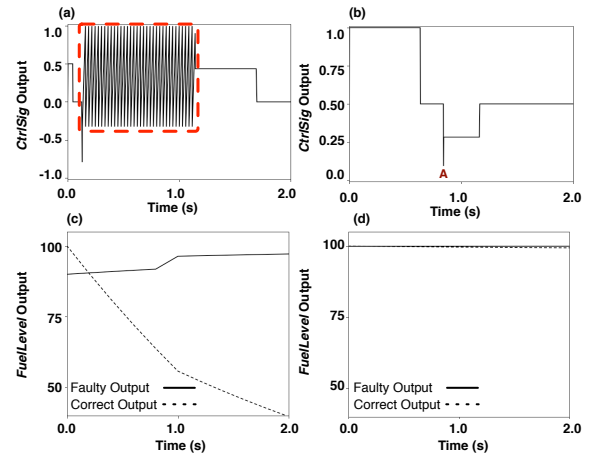 (a)
1.0
0.5
0.0
-0.5
-1.0
CtrlSig Output
0.0 1.0 2.0
Time (s)
(b)
1.00
0.75
0.50
0.25
0.0
CtrlSig Output
A
0.0 1.0 2.0
Time (s)
(c)
100
75
50
FuelLevel Output
Faulty Output
Correct Output
0.0 1.0 2.0
Time (s)
(d)
100
75
50
FuelLevel Output
Faulty Output
Correct Output
0.0 1.0 2.0
Time (s)